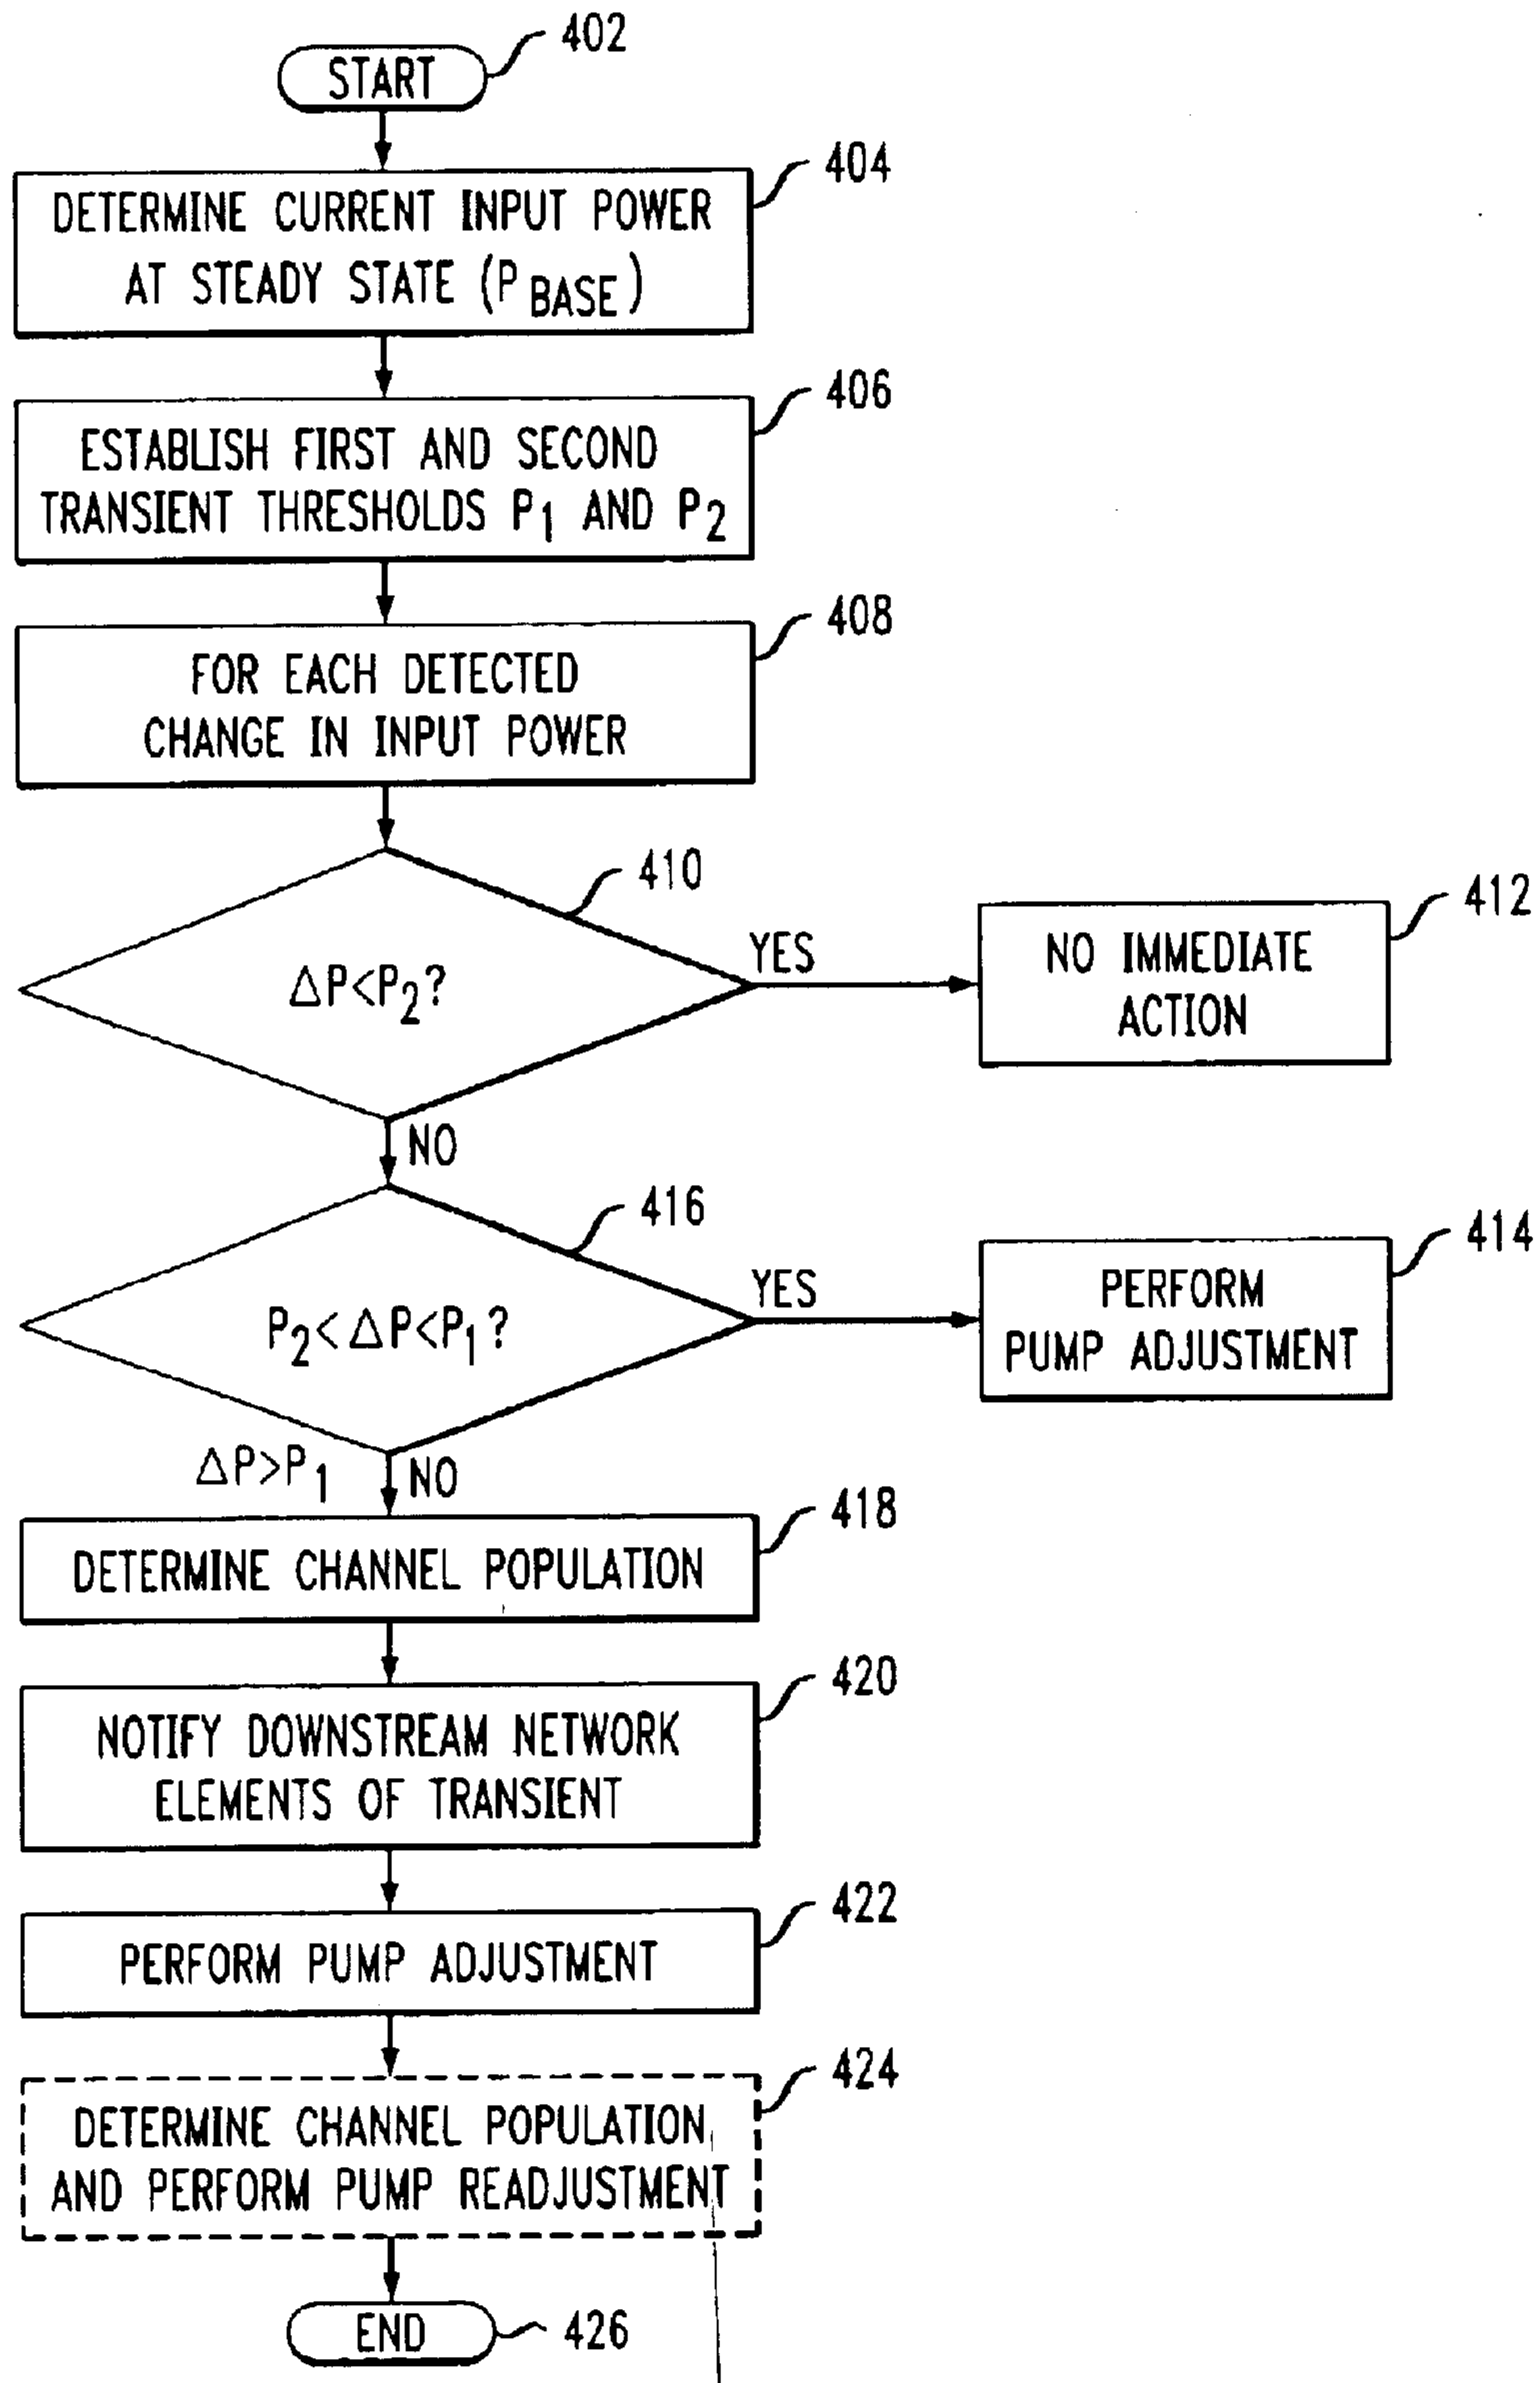 402
START
404
DETERMINE CURRENT INPUT POWER
AT STEADY STATE (P BASE)
406
ESTABLISH FIRST AND SECOND
TRANSIENT THRESHOLDS P1 AND P2
408
FOR EACH DETECTED
CHANGE IN INPUT POWER
410
ΔP<P2?
YES
412
NO IMMEDIATE
ACTION
NO
416
P2<ΔP<P1?
YES
414
PERFORM
PUMP ADJUSTMENT
ΔP>P1
NO
418
DETERMINE CHANNEL POPULATION
420
NOTIFY DOWNSTREAM NETWORK
ELEMENTS OF TRANSIENT
422
PERFORM PUMP ADJUSTMENT
424
DETERMINE CHANNEL POPULATION
AND PERFORM PUMP READJUSTMENT
END
426